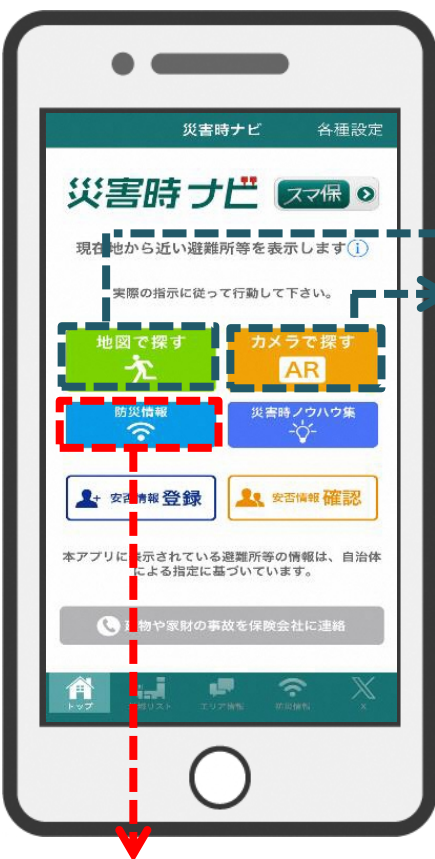 災害時ナビ 各種設定
災害時ナビ スマ保
現在地から近い避難所等を表示します
実際の指示に従って行動して下さい。
地図で探す カメラで探す
AR
防災情報 災害時ノウハウ集
安否情報 登録 安否情報 確認
本アプリに表示されている避難所等の情報は、自治体
による指定に基づいています。
建物や家財の事故を保険会社に連絡
トップ エリア情報 防災情報 X